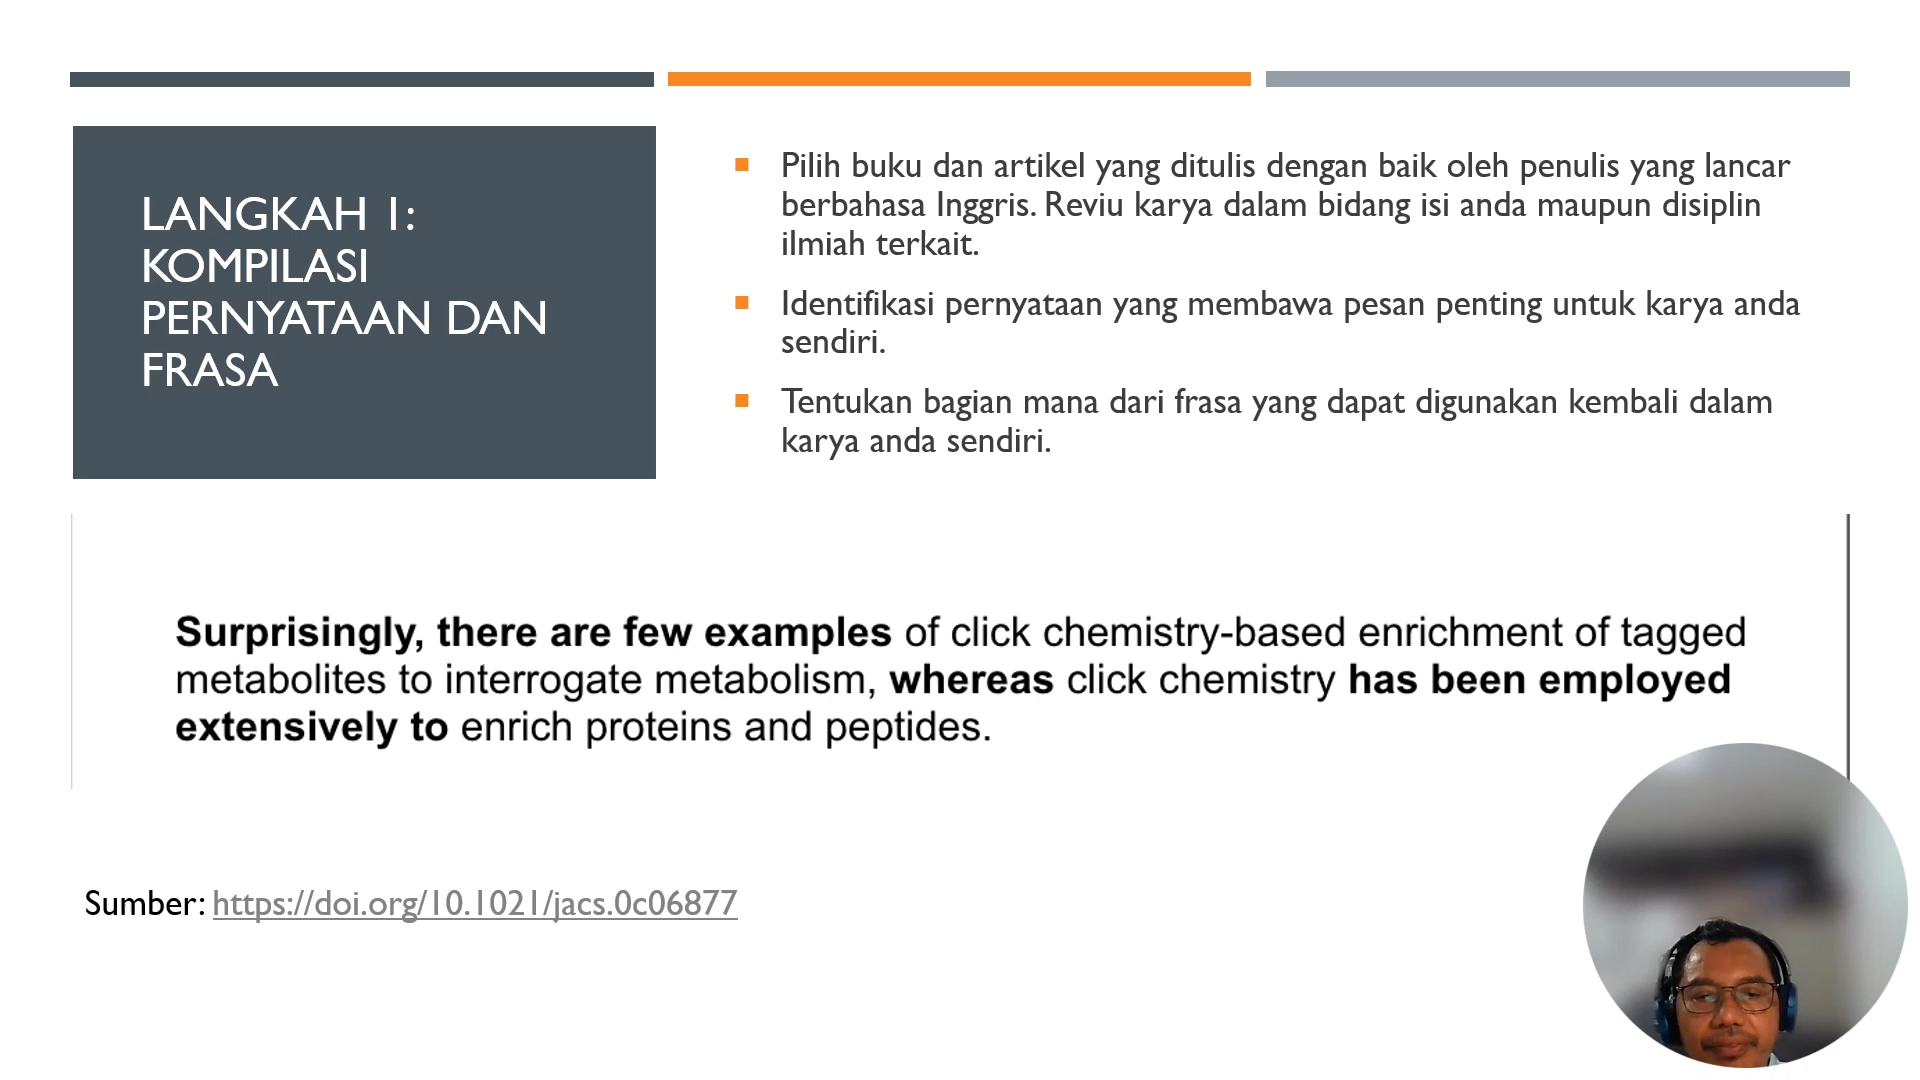 LANGKAH 1:
KOMPILASI
PERNYATAAN DAN
FRASA
Pilih buku dan artikel yang ditulis dengan baik oleh penulis yang lancar
berbahasa Inggris. Reviu karya dalam bidang isi anda maupun disiplin
ilmiah terkait.
Identifikasi pernyataan yang membawa pesan penting untuk karya anda
sendiri.
Tentukan bagian mana dari frasa yang dapat digunakan kembali dalam
karya anda sendiri.
Surprisingly, there are few examples of click chemistry-based enrichment of tagged
metabolites to interrogate metabolism, whereas click chemistry has been employed
extensively to enrich proteins and peptides.
Sumber: https://doi.org/10.1021/jacs.0c06877